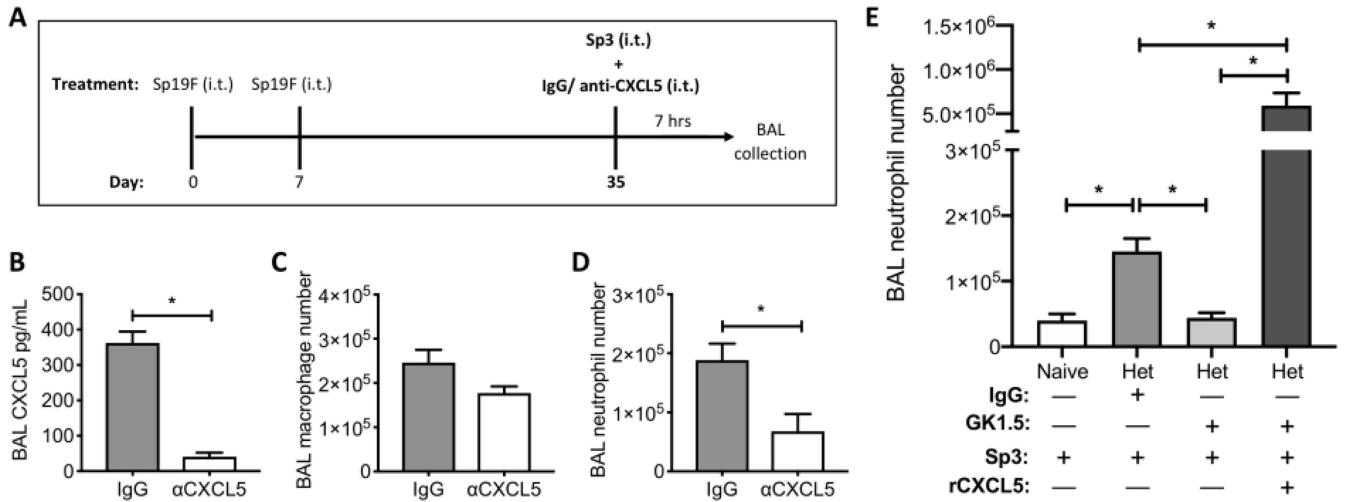 A
Sp3 (i.t.)
+
Treatment: Sp19F (i.t.) Sp19F (i.t.) IgG/ anti-CXCL5 (i.t.)
7 hrs
BAL
collection
Day: 0 7 35
B
BAL CXCL5 pg/mL
500
400
300
200
100
0
*
IgG αCXCL5
C
BAL macrophage number
4×10⁵
3×10⁵
2×10⁵
1×10⁵
0
IgG αCXCL5
D
BAL neutrophil number
3×10⁵
2×10⁵
1×10⁵
0
*
IgG αCXCL5
E
BAL neutrophil number
1.5×10⁶
1.0×10⁶
5.0×10⁵
3×10⁵
2×10⁵
1×10⁵
0
*
*
* *
Naive Het Het Het
IgG: — + — —
GK1.5: — — + +
Sp3: + + + +
rCXCL5: — — — +